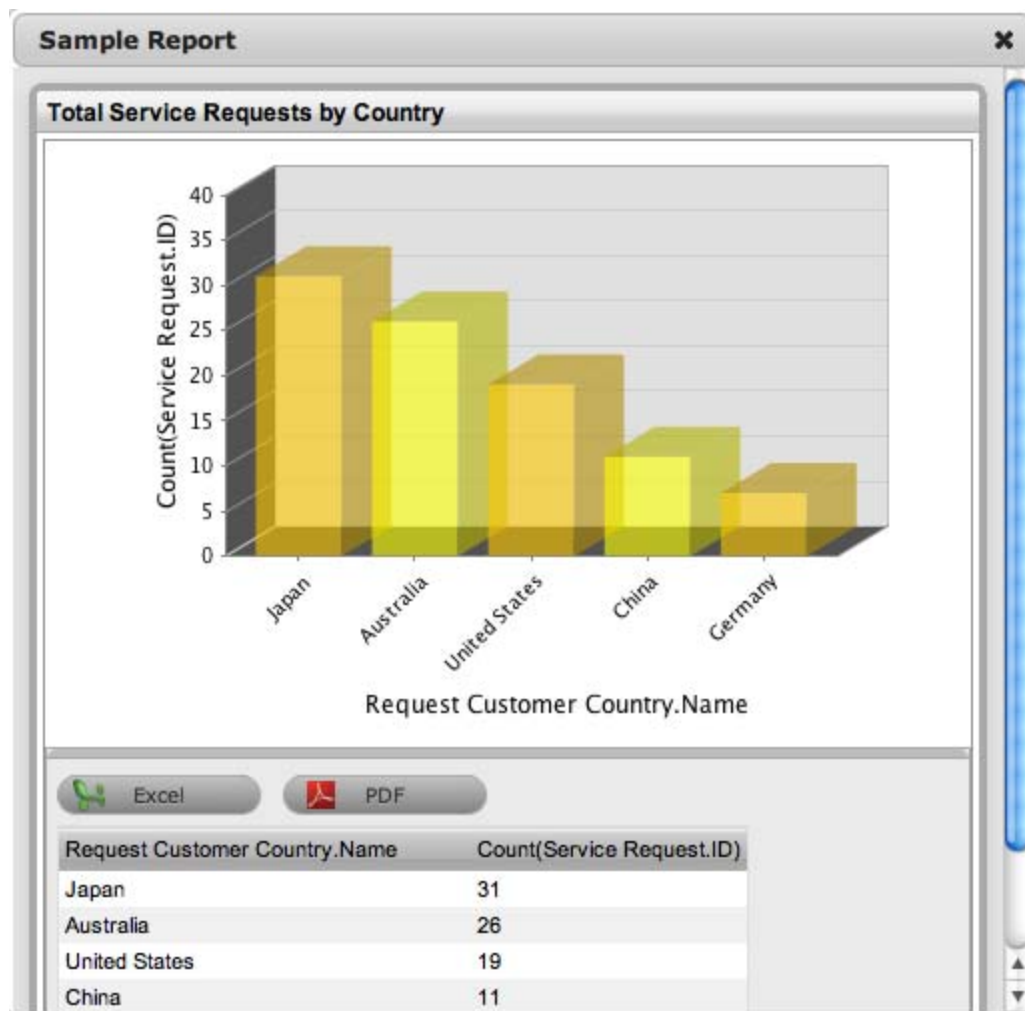 Sample Report
Total Service Requests by Country
Count(Service Request.ID)
40
35
30
25
20
15
10
5
0
Japan
Australia
United States
China
Germany
Request Customer Country.Name
Excel
PDF
Request Customer Country.Name Count(Service Request.ID)
Japan 31
Australia 26
United States 19
China 11